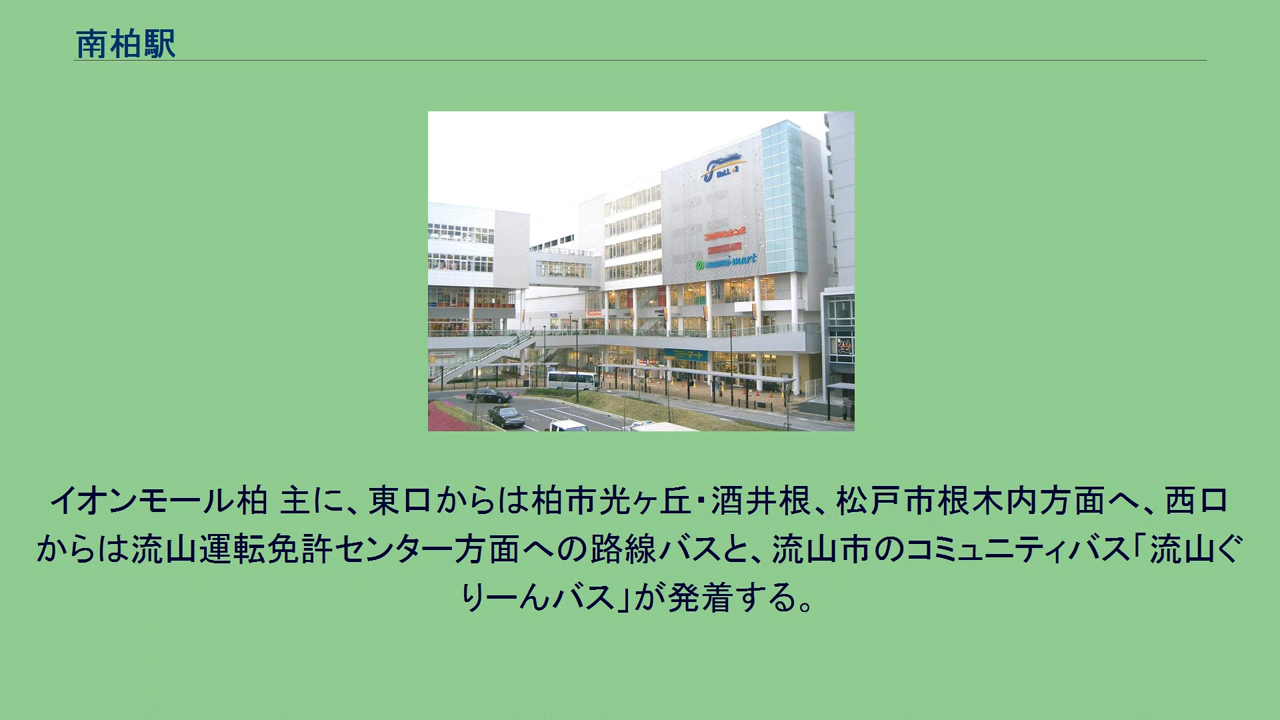 南柏駅
mart
イオンモール柏 主に、東口からは柏市光ヶ丘・酒井根、松戸市根木内方面へ、西口
からは流山運転免許センター方面への路線バスと、流山市のコミュニティバス「流山ぐ
りーんバス」が発着する。